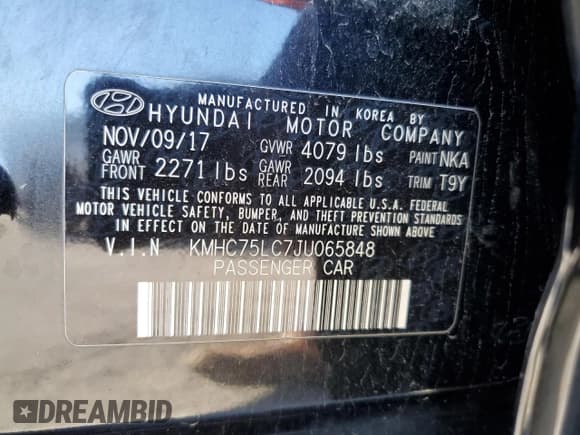 MANUFACTURED IN KOREA BY
HYUNDAI MOTOR COMPANY
NOV/09/17 GVWR 4079 lbs PAINT NKA
GAWR FRONT 2271 lbs GAWR REAR 2094 lbs TRIM T9Y
THIS VEHICLE CONFORMS TO ALL APPLICABLE U.S.A. FEDERAL
MOTOR VEHICLE SAFETY, BUMPER, AND THEFT PREVENTION STANDARDS
IN EFFECT ON THE DATE OF MANUFACTURE SHOWN ABOVE.
V.I.N KMHC75LC7JU065848
PASSENGER CAR
DREAMBID